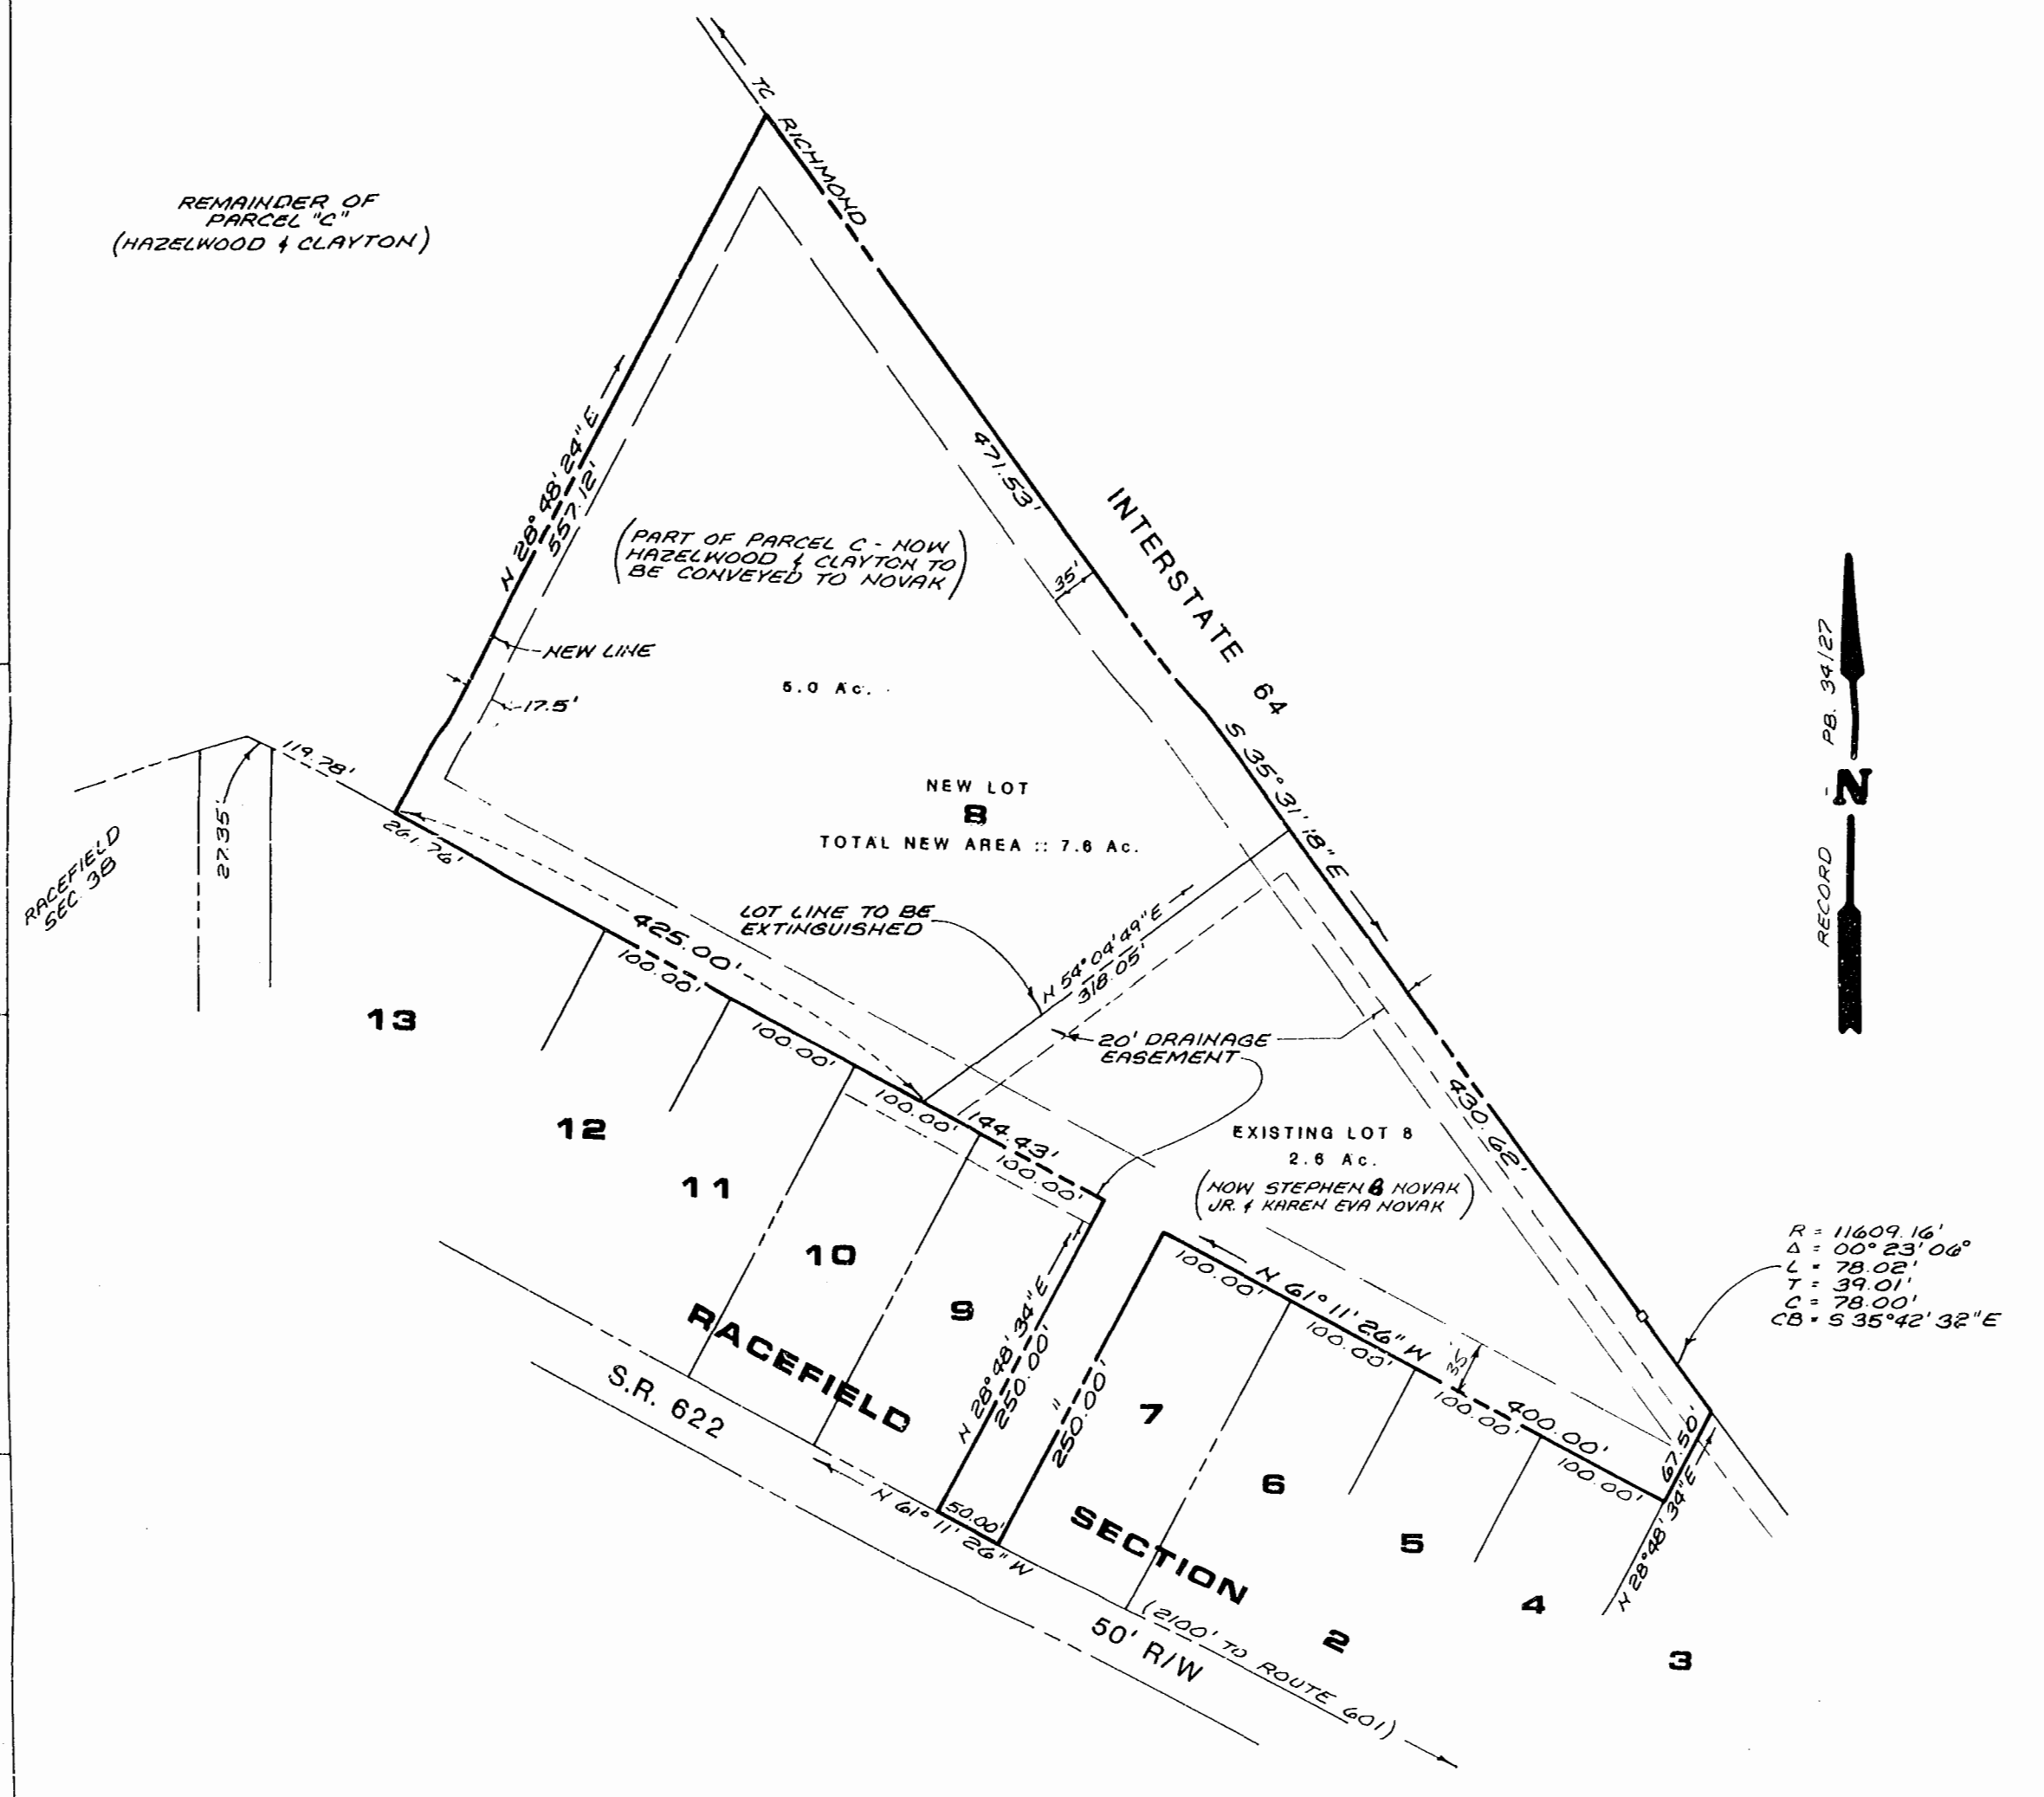 TC RICHMOND
REMAINDER OF
PARCEL "C"
(HAZELWOOD & CLAYTON)
N 28° 48' 24" E
557.12'
471.53'
INTERSTATE 64
(PART OF PARCEL C - NOW
HAZELWOOD & CLAYTON TO
BE CONVEYED TO NOVAK)
35'
NEW LINE
17.5'
5.0 Ac.
S 35° 31' 18" E
PB. 34/27
N
RECORD
119.78'
27.35'
RACEFIELD
SEC. 3B
261.76'
NEW LOT
8
TOTAL NEW AREA :: 7.6 Ac.
LOT LINE TO BE
EXTINGUISHED
425.00'
100.00'
N 54° 04' 49" E
318.05'
13
100.00'
20' DRAINAGE
EASEMENT
100.00'
144.43'
100.00'
430.62'
12
EXISTING LOT 8
2.6 Ac.
(NOW STEPHEN B NOVAK
JR. & KAREN EVA NOVAK)
11
10
9
R = 11609.16'
Δ = 00° 23' 06"
L = 78.02'
T = 39.01'
C = 78.00'
CB = S 35° 42' 32" E
N 28° 48' 34" E
250.00'
"
250.00'
100.00'
N 61° 11' 26" W
100.00'
35'
100.00'
400.00'
100.00'
67.50'
N 28° 48' 34" E
RACEFIELD
S.R. 622
7
6
5
4
3
50.00'
N 61° 11' 26" W
SECTION
2
50' R/W
(2100' TO ROUTE 601)